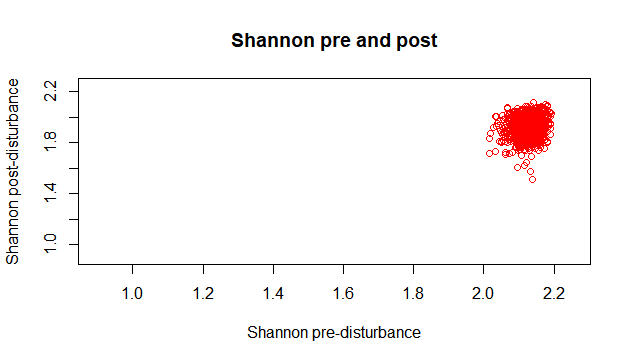 Shannon pre and post
Shannon post-disturbance
2.2
1.8
1.4
1.0
1.0 1.2 1.4 1.6 1.8 2.0 2.2
Shannon pre-disturbance